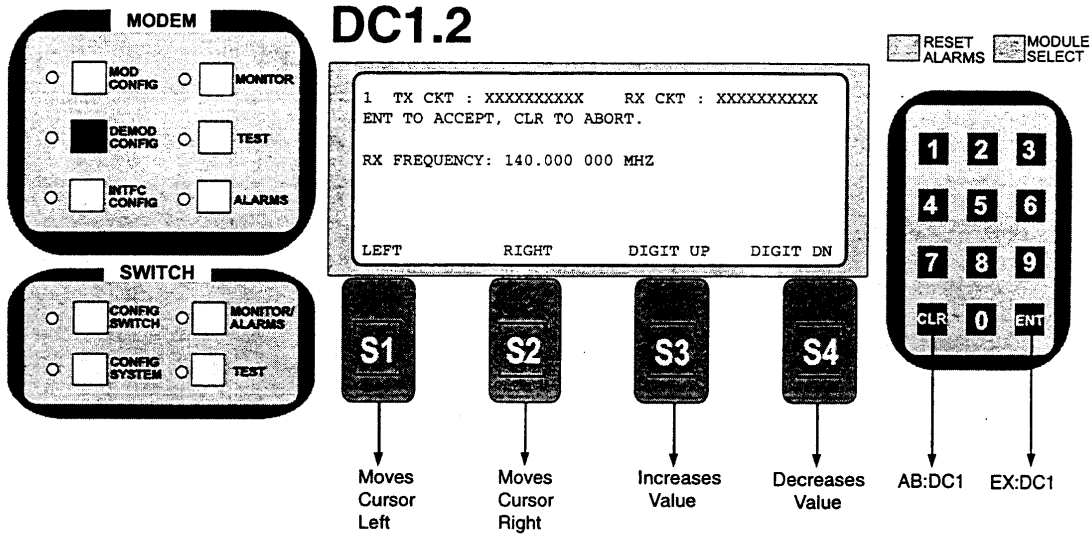 MODEM
DC1.2
MOD CONFIG
MONITOR
DEMOD CONFIG
TEST
INTFC CONFIG
ALARMS
SWITCH
CONFIG SWITCH
MONITOR/ ALARMS
CONFIG SYSTEM
TEST
1 TX CKT : XXXXXXXXXX RX CKT : XXXXXXXXXX
ENT TO ACCEPT, CLR TO ABORT.
RX FREQUENCY: 140.000 000 MHZ
LEFT RIGHT DIGIT UP DIGIT DN
S1 S2 S3 S4
Moves Cursor Left
Moves Cursor Right
Increases Value
Decreases Value
RESET ALARMS
MODULE SELECT
1 2 3
4 5 6
7 8 9
CLR 0 ENT
AB:DC1 EX:DC1